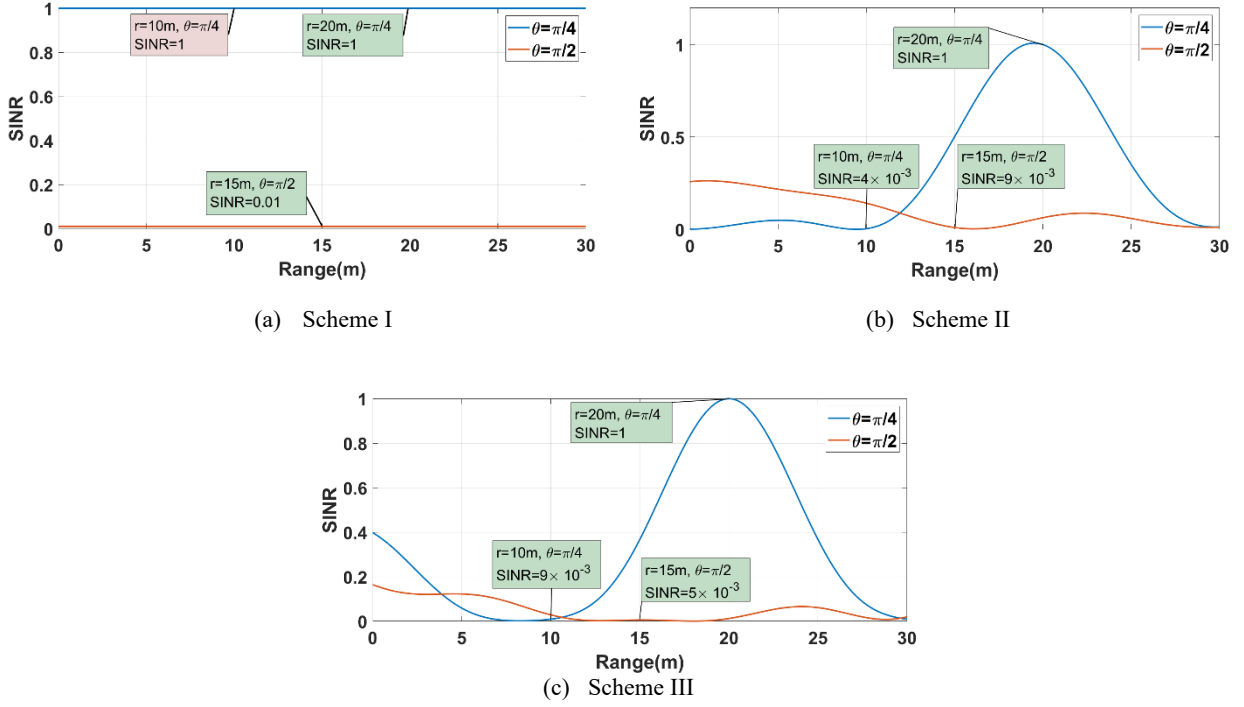 1
0.8
0.6
0.4
0.2
0
SINR
r=10m, θ=π/4
SINR=1
r=20m, θ=π/4
SINR=1
θ=π/4
θ=π/2
r=15m, θ=π/2
SINR=0.01
0 5 10 15 20 25 30
Range(m)
(a) Scheme I
1
0.5
0
SINR
r=20m, θ=π/4
SINR=1
θ=π/4
θ=π/2
r=10m, θ=π/4
SINR=4× 10⁻³
r=15m, θ=π/2
SINR=9× 10⁻³
0 5 10 15 20 25 30
Range(m)
(b) Scheme II
1
0.8
0.6
0.4
0.2
0
SINR
r=20m, θ=π/4
SINR=1
θ=π/4
θ=π/2
r=10m, θ=π/4
SINR=9× 10⁻³
r=15m, θ=π/2
SINR=5× 10⁻³
0 5 10 15 20 25 30
Range(m)
(c) Scheme III